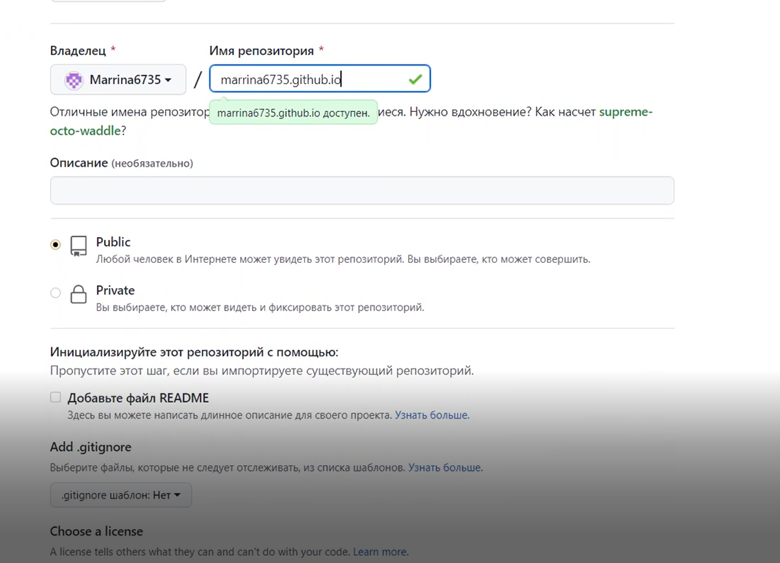 Владелец *
Имя репозитория *
Marrina6735
/
marrina6735.github.io
Отличные имена репозитор
иеся. Нужно вдохновение? Как насчет supreme-
marrina6735.github.io доступен.
octo-waddle?
Описание (необязательно)
Public
Любой человек в Интернете может увидеть этот репозиторий. Вы выбираете, кто может совершить.
Private
Вы выбираете, кто может видеть и фиксировать этот репозиторий.
Инициализируйте этот репозиторий с помощью:
Пропустите этот шаг, если вы импортируете существующий репозиторий.
Добавьте файл README
Здесь вы можете написать длинное описание для своего проекта. Узнать больше.
Add .gitignore
Выберите файлы, которые не следует отслеживать, из списка шаблонов. Узнать больше.
.gitignore шаблон: Нет
Choose a license
A license tells others what they can and can't do with your code. Learn more.